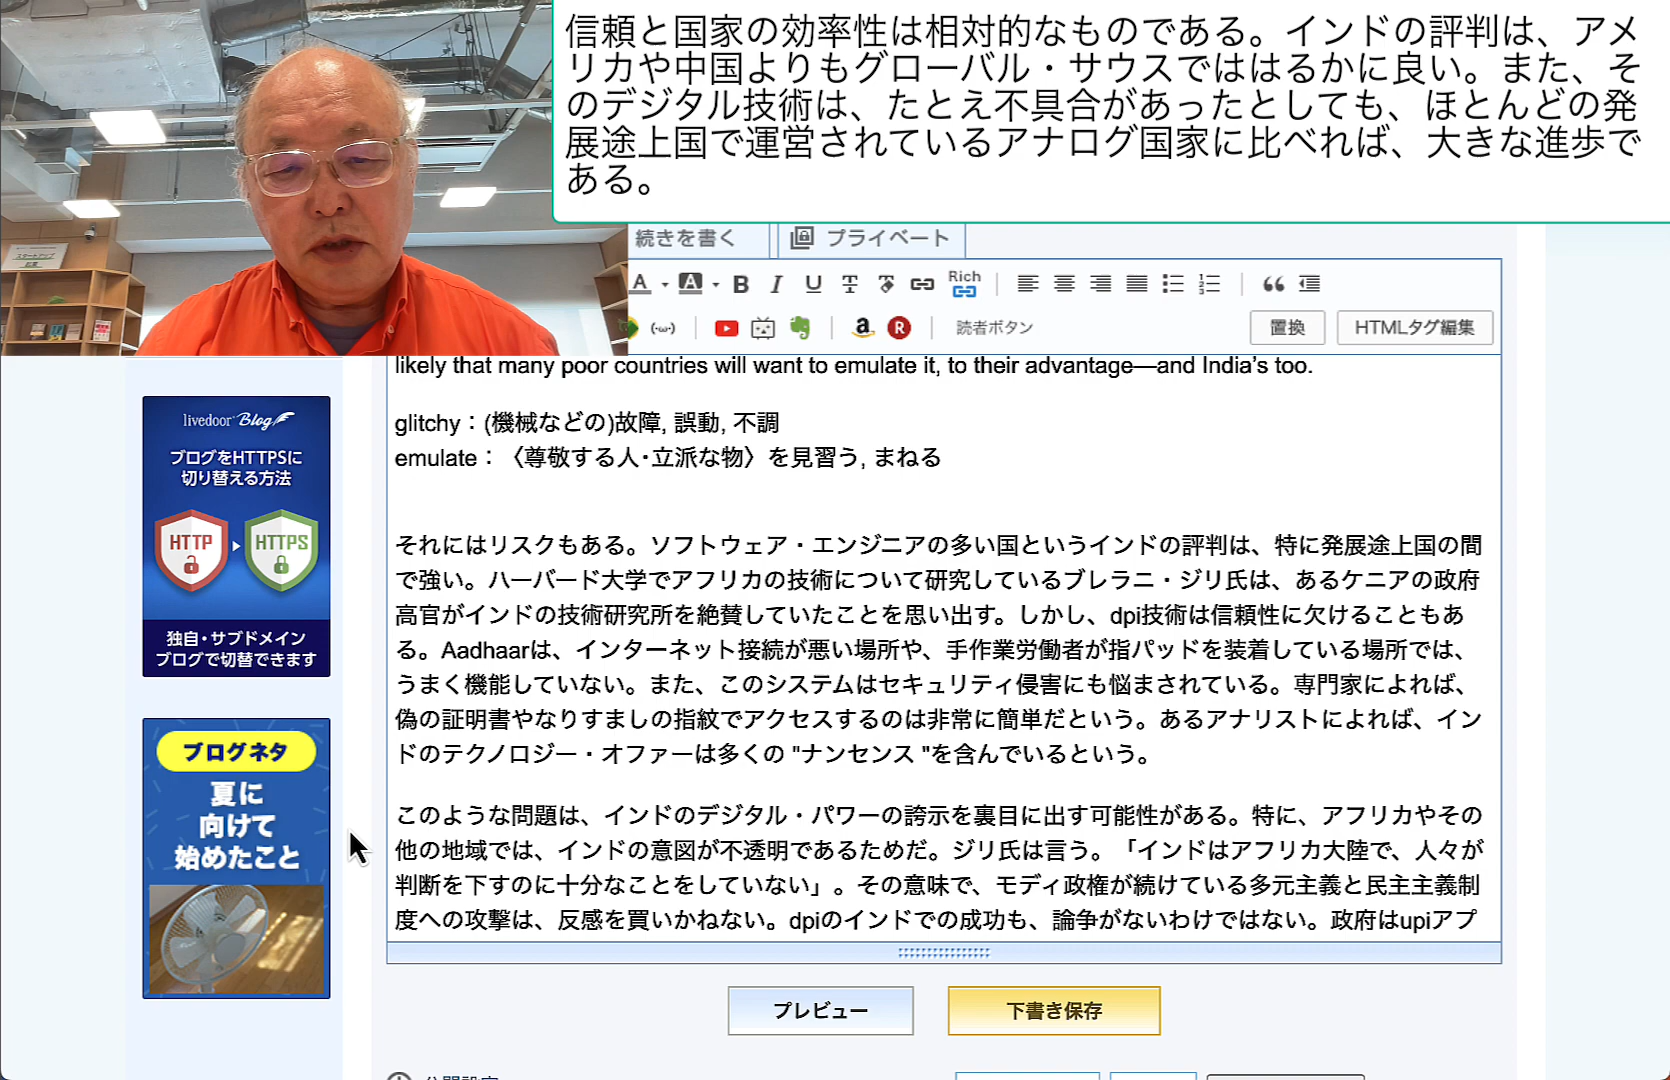 信頼と国家の効率性は相対的なものである。インドの評判は、アメ
リカや中国よりもグローバル・サウスでははるかに良い。また、そ
のデジタル技術は、たとえ不具合があったとしても、ほとんどの発
展途上国で運営されているアナログ国家に比べれば、大きな進歩で
ある。
続きを書く
プライベート
A A B I U T Rich
(･ω･) a R 読者ボタン 置換 HTMLタグ編集
likely that many poor countries will want to emulate it, to their advantage—and India's too.
glitchy：(機械などの)故障, 誤動, 不調
emulate：〈尊敬する人･立派な物〉を見習う, まねる
それにはリスクもある。ソフトウェア・エンジニアの多い国というインドの評判は、特に発展途上国の間
で強い。ハーバード大学でアフリカの技術について研究しているブレラニ・ジリ氏は、あるケニアの政府
高官がインドの技術研究所を絶賛していたことを思い出す。しかし、dpi技術は信頼性に欠けることもあ
る。Aadhaarは、インターネット接続が悪い場所や、手作業労働者が指パッドを装着している場所では、
うまく機能していない。また、このシステムはセキュリティ侵害にも悩まされている。専門家によれば、
偽の証明書やなりすましの指紋でアクセスするのは非常に簡単だという。あるアナリストによれば、イン
ドのテクノロジー・オファーは多くの "ナンセンス "を含んでいるという。
このような問題は、インドのデジタル・パワーの誇示を裏目に出す可能性がある。特に、アフリカやその
他の地域では、インドの意図が不透明であるためだ。ジリ氏は言う。「インドはアフリカ大陸で、人々が
判断を下すのに十分なことをしていない」。その意味で、モディ政権が続けている多元主義と民主主義制
度への攻撃は、反感を買いかねない。dpiのインドでの成功も、論争がないわけではない。政府はupiアプ
プレビュー
下書き保存
livedoor Blog
ブログをHTTPSに
切り替える方法
HTTP HTTPS
独自・サブドメイン
ブログで切替できます
ブログネタ
夏に
向けて
始めたこと
スタートアップ